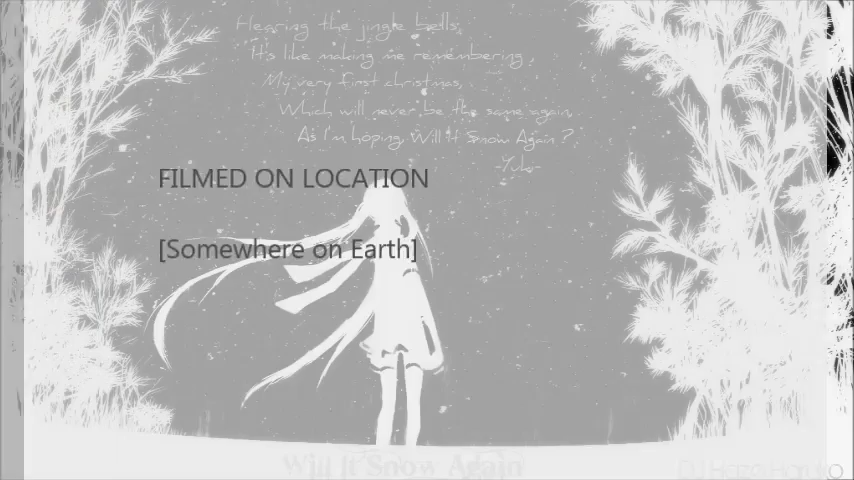 Hearing the jingle bells,
It's like making me remembering
My very first christmas,
Which will never be the same again,
As I'm hoping, Will It Snow Again ?
-Yuki-
FILMED ON LOCATION
[Somewhere on Earth]
Will It Snow Again